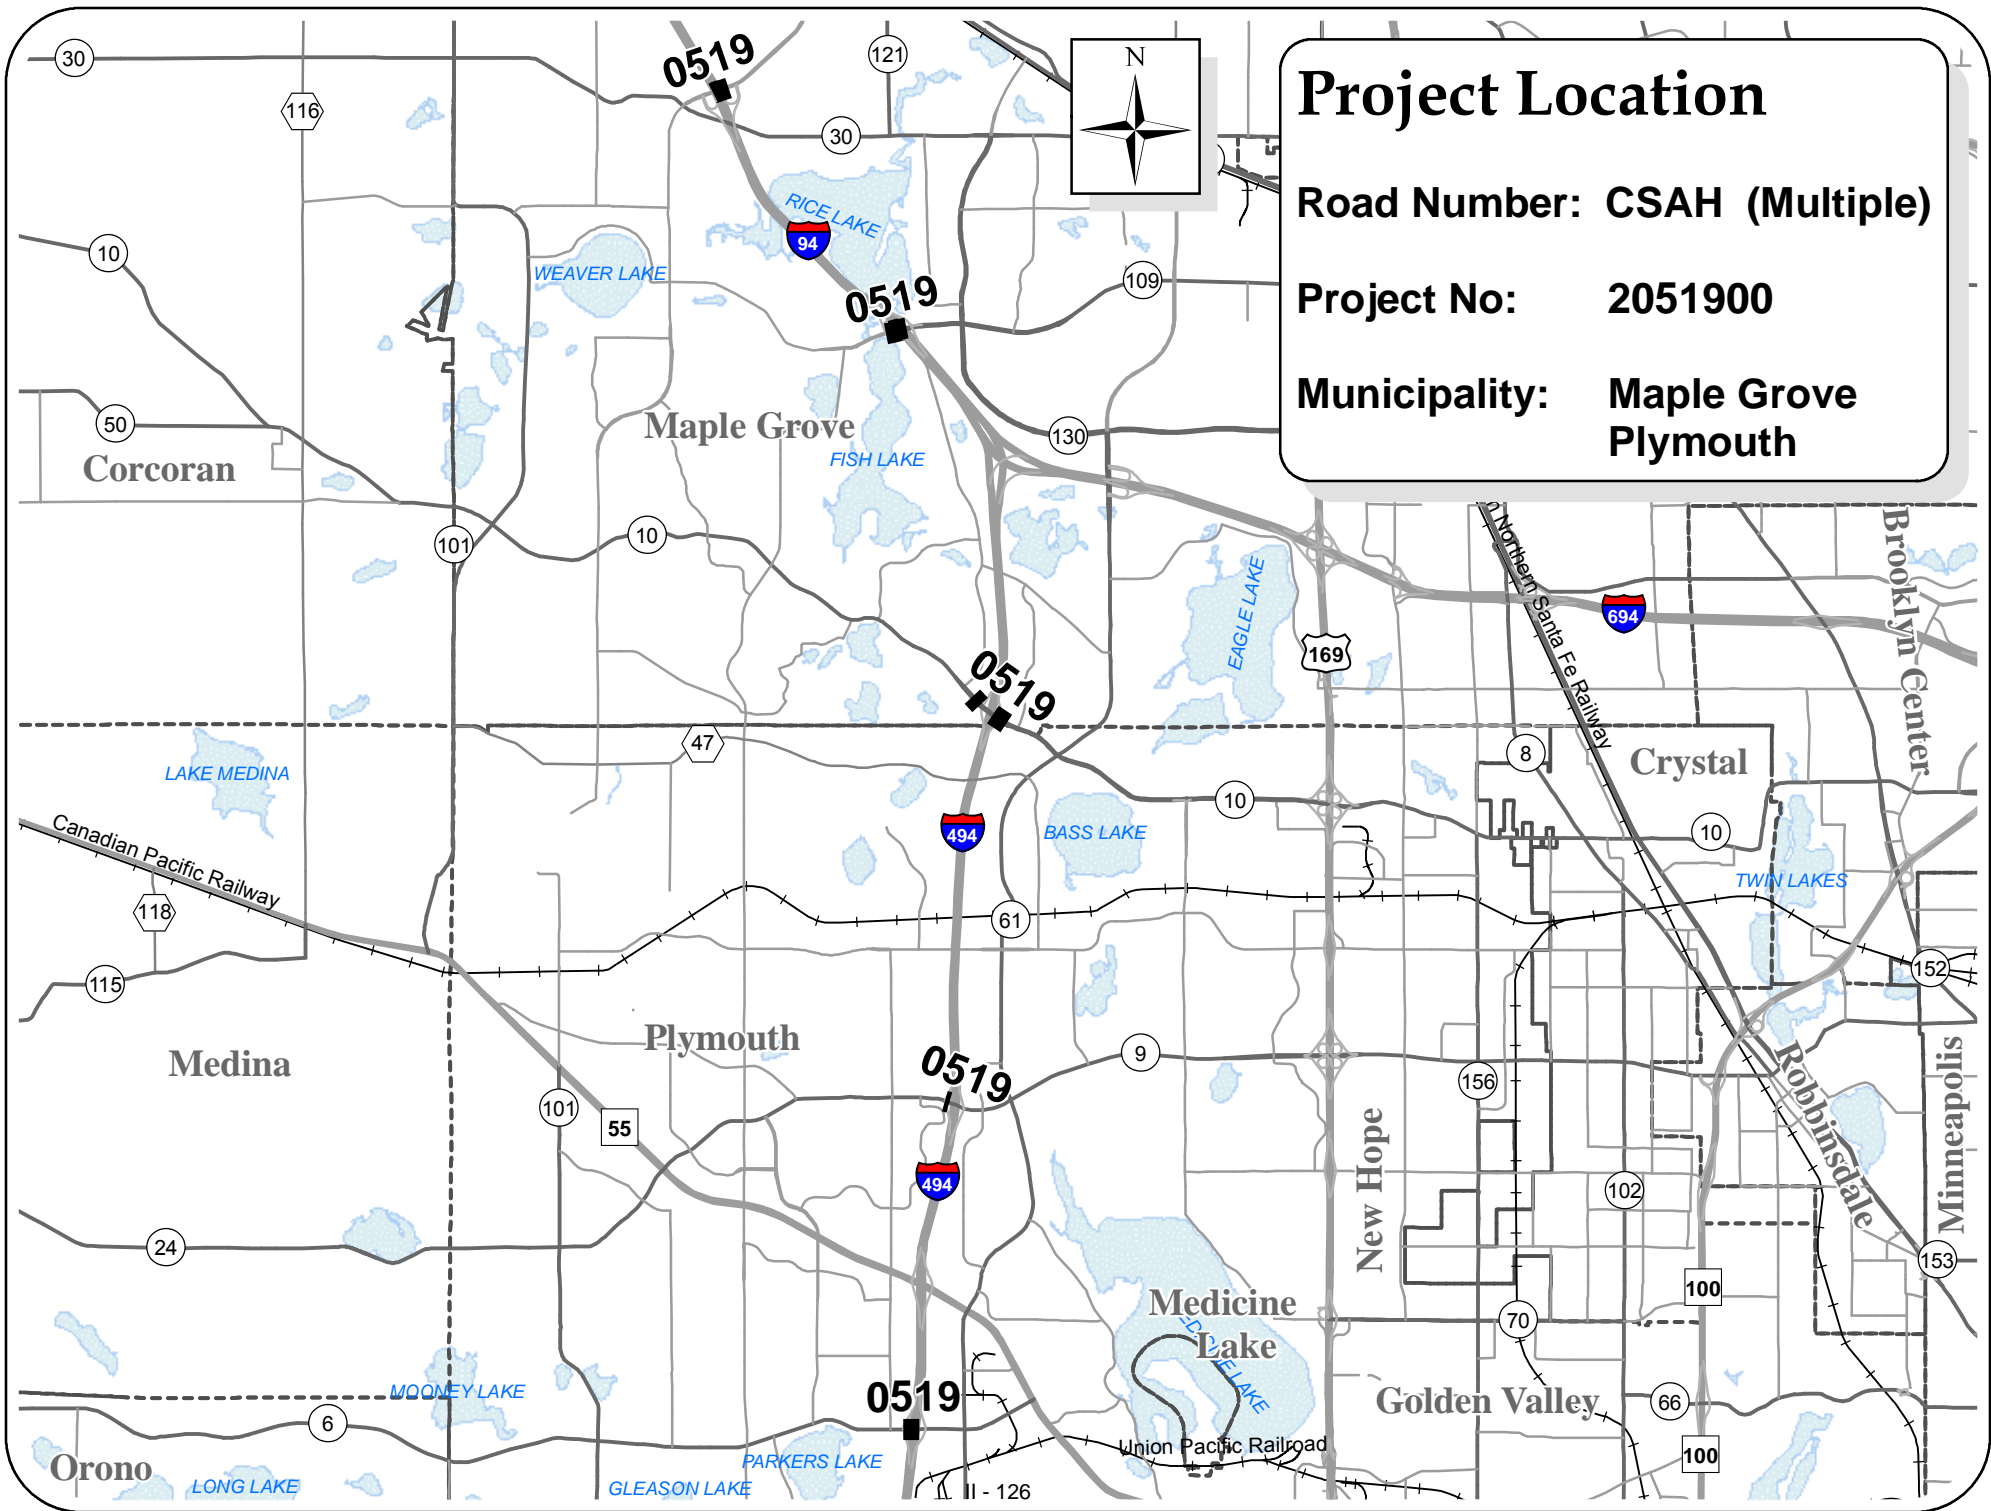 30
0519
121
N
Project Location
116
30
Road Number: CSAH (Multiple)
RICE LAKE
94
10
WEAVER LAKE
109
Project No: 2051900
0519
Municipality: Maple Grove
Plymouth
50
Maple Grove
130
Corcoran
FISH LAKE
101
10
n Northern Santa Fe Railway
Brooklyn Center
EAGLE LAKE
694
169
0519
47
8
Crystal
LAKE MEDINA
10
494
BASS LAKE
10
Canadian Pacific Railway
TWIN LAKES
118
61
152
115
Plymouth
9
Medina
0519
156
Robbinsdale
Minneapolis
101
55
494
New Hope
102
24
153
100
Medicine
Lake
MEDICINE LAKE
70
MOONEY LAKE
0519
Golden Valley
66
6
Union Pacific Railroad
100
Orono
PARKERS LAKE
LONG LAKE
GLEASON LAKE
II - 126